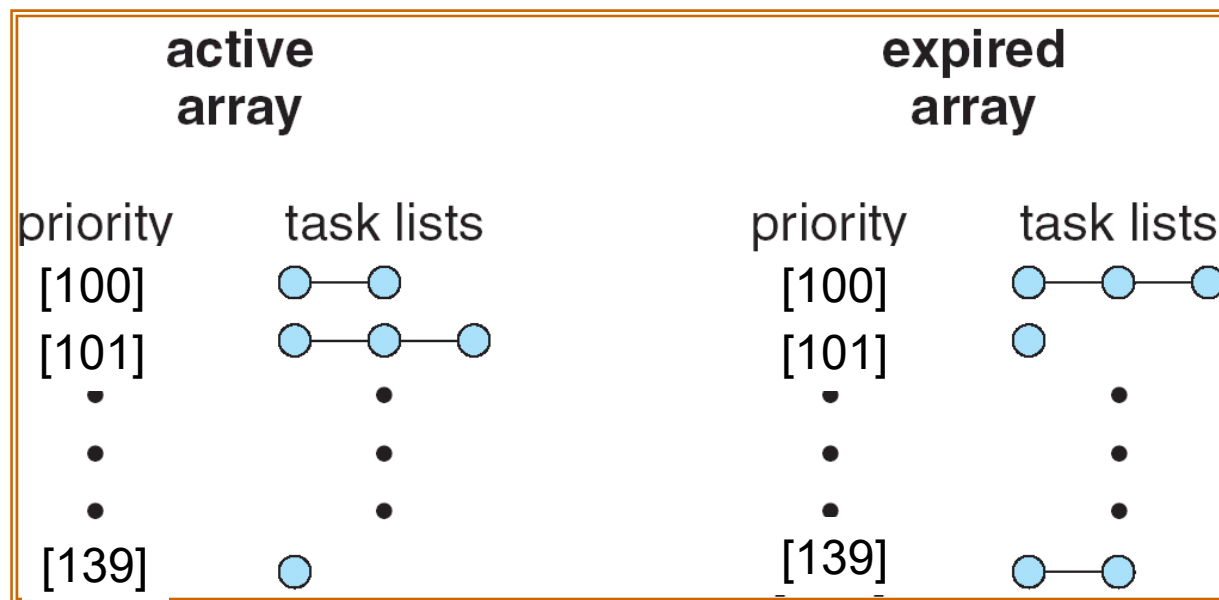 active
array
expired
array
priority task lists
priority task lists
[100]
[100]
[101]
[101]
[139]
[139]